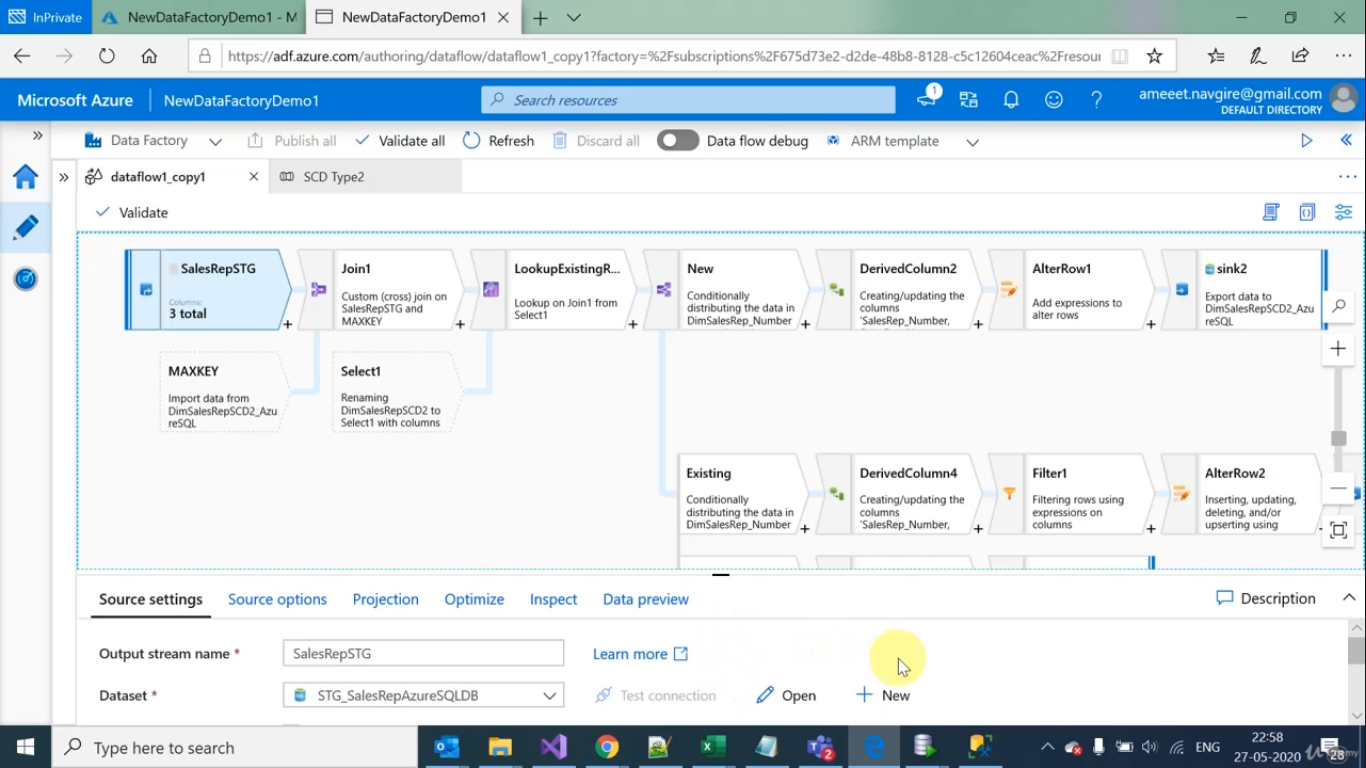 InPrivate
NewDataFactoryDemo1 - M
NewDataFactoryDemo1
https://adf.azure.com/authoring/dataflow/dataflow1_copy1?factory=%2Fsubscriptions%2F675d73e2-d2de-48b8-8128-c5c12604ceac%2Fresour
Microsoft Azure
NewDataFactoryDemo1
Search resources
1
ameeet.navgire@gmail.com
DEFAULT DIRECTORY
Data Factory
Publish all
Validate all
Refresh
Discard all
Data flow debug
ARM template
dataflow1_copy1
SCD Type2
Validate
SalesRepSTG
Columns:
3 total
Join1
Custom (cross) join on
SalesRepSTG and
MAXKEY
LookupExistingR...
Lookup on Join1 from
Select1
New
Conditionally
distributing the data in
DimSalesRep_Number
DerivedColumn2
Creating/updating the
columns
'SalesRep_Number,
AlterRow1
Add expressions to
alter rows
sink2
Export data to
DimSalesRepSCD2_Azu
reSQL
MAXKEY
Import data from
DimSalesRepSCD2_Azu
reSQL
Select1
Renaming
DimSalesRepSCD2 to
Select1 with columns
Existing
Conditionally
distributing the data in
DimSalesRep_Number
DerivedColumn4
Creating/updating the
columns
'SalesRep_Number,
Filter1
Filtering rows using
expressions on
columns
AlterRow2
Inserting, updating,
deleting, and/or
upserting using
Source settings
Source options
Projection
Optimize
Inspect
Data preview
Description
Output stream name *
SalesRepSTG
Learn more
Dataset *
STG_SalesRepAzureSQLDB
Test connection
Open
New
Type here to search
2
ENG
22:58
27-05-2020
28